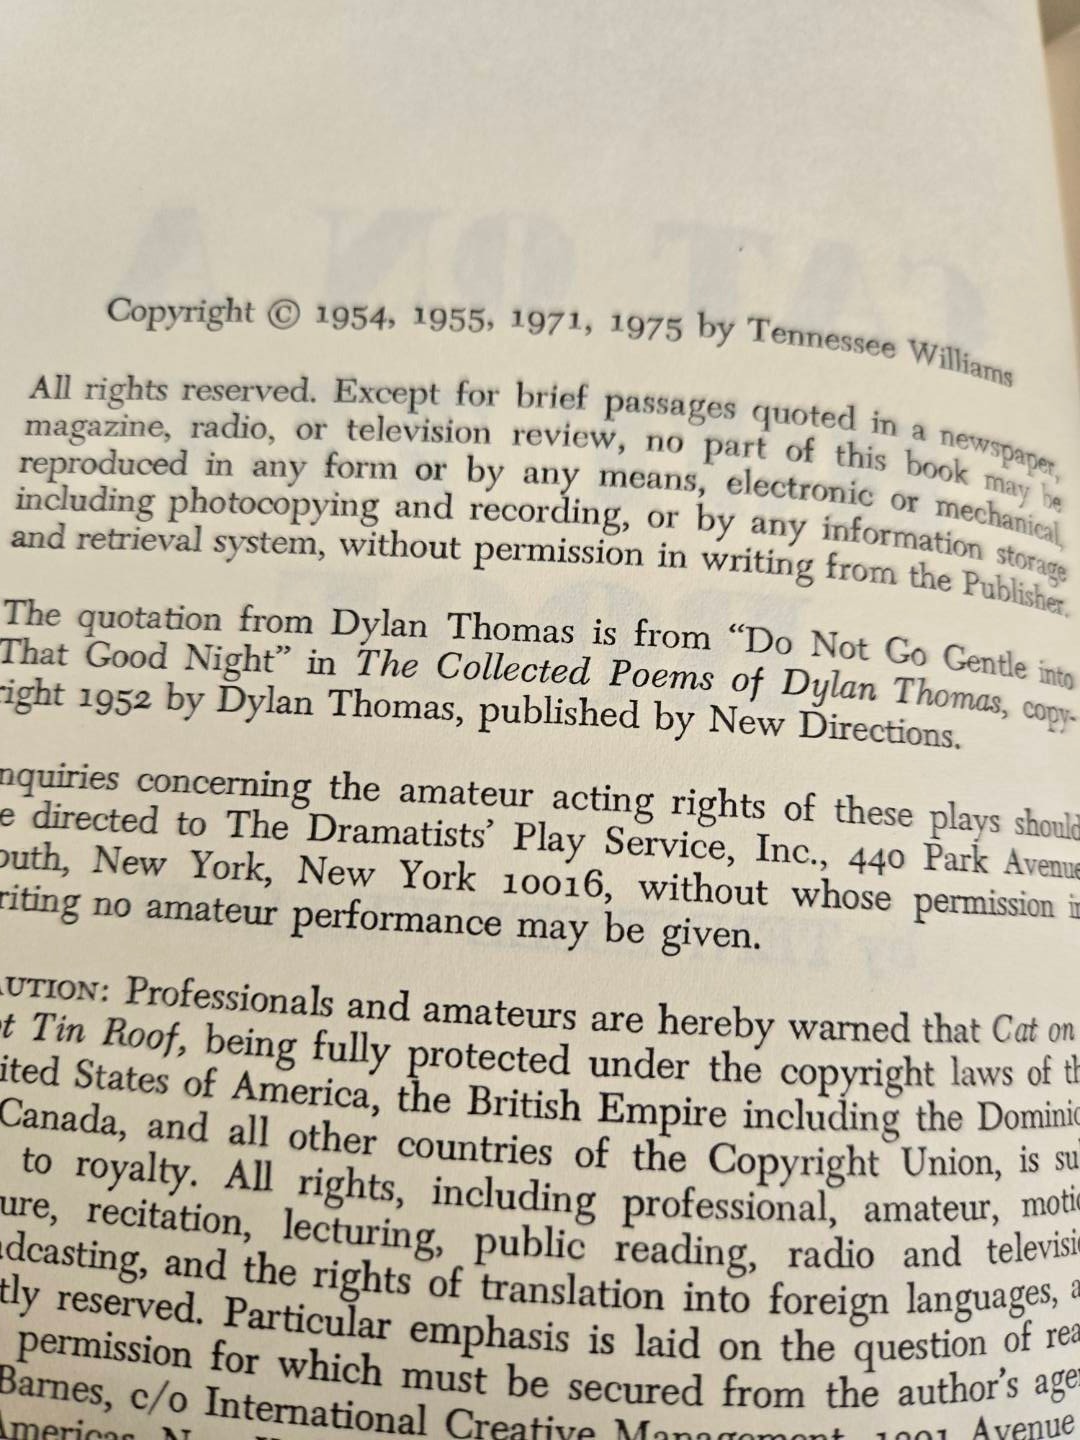 Copyright © 1954, 1955, 1971, 1975 by Tennessee Williams
All rights reserved. Except for brief passages quoted in a newspaper,
magazine, radio, or television review, no part of this book may be
reproduced in any form or by any means, electronic or mechanical,
including photocopying and recording, or by any information storage
and retrieval system, without permission in writing from the Publisher.
The quotation from Dylan Thomas is from “Do Not Go Gentle into
That Good Night” in The Collected Poems of Dylan Thomas, copy-
right 1952 by Dylan Thomas, published by New Directions.
nquiries concerning the amateur acting rights of these plays should
e directed to The Dramatists’ Play Service, Inc., 440 Park Avenue
outh, New York, New York 10016, without whose permission in
riting no amateur performance may be given.
AUTION: Professionals and amateurs are hereby warned that Cat on
t Tin Roof, being fully protected under the copyright laws of th
ited States of America, the British Empire including the Dominio
Canada, and all other countries of the Copyright Union, is su
to royalty. All rights, including professional, amateur, motio
ure, recitation, lecturing, public reading, radio and televisio
adcasting, and the rights of translation into foreign languages, a
tly reserved. Particular emphasis is laid on the question of rea
permission for which must be secured from the author’s agen
Barnes, c/o International Creative Management, 1301 Avenue
Americas, N